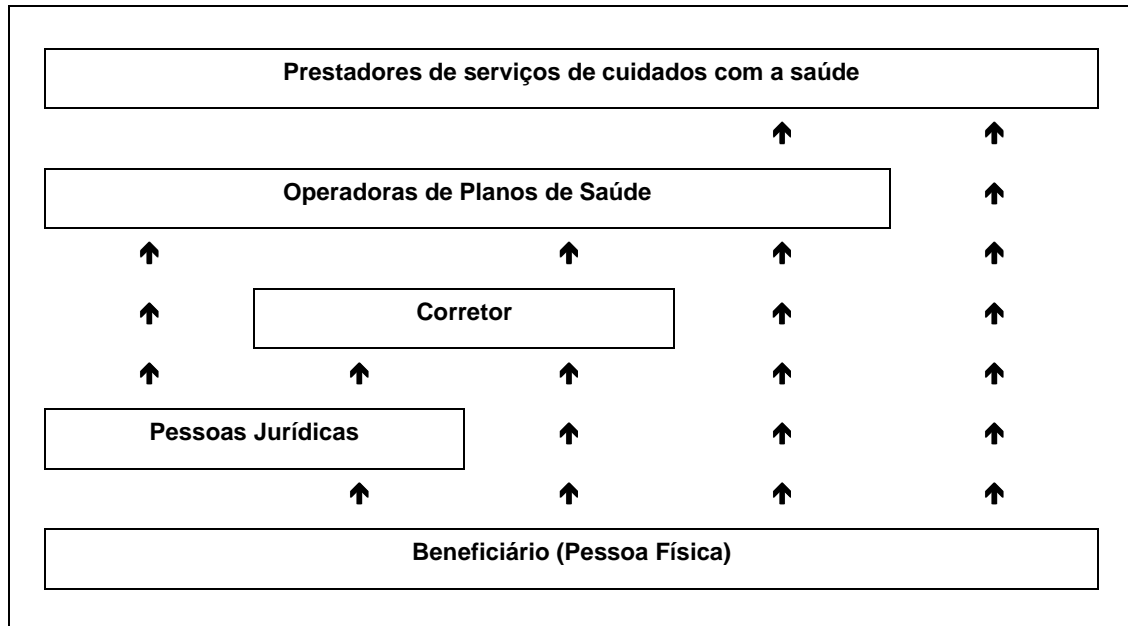 Prestadores de serviços de cuidados com a saúde
Operadoras de Planos de Saúde
Corretor
Pessoas Jurídicas
Beneficiário (Pessoa Física)